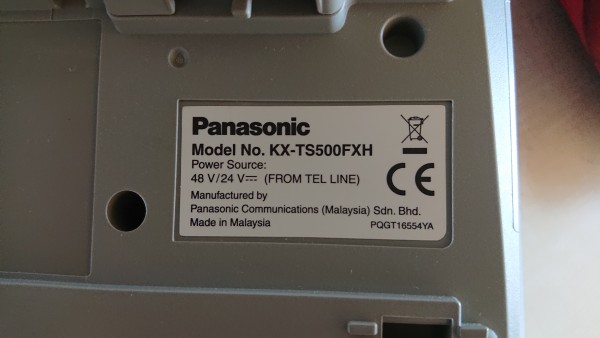 Panasonic
Model No. KX-TS500FXH
Power Source:
48 V/24 V⎓ (FROM TEL LINE)
Manufactured by
Panasonic Communications (Malaysia) Sdn. Bhd.
Made in Malaysia
PQGT16554YA
CE